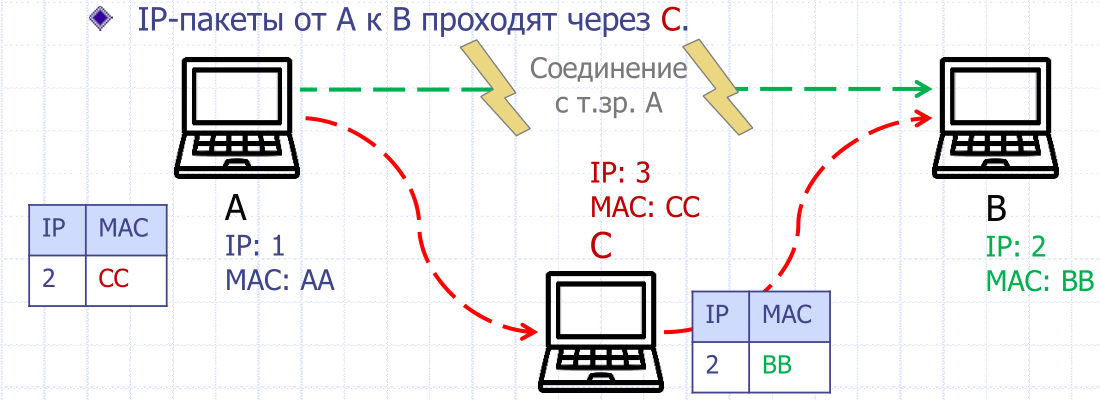 IP-пакеты от A к B проходят через C.
Соединение
с т.зр. A
A
IP: 1
MAC: AA
IP MAC
2 CC
IP: 3
MAC: CC
C
IP MAC
2 BB
B
IP: 2
MAC: BB